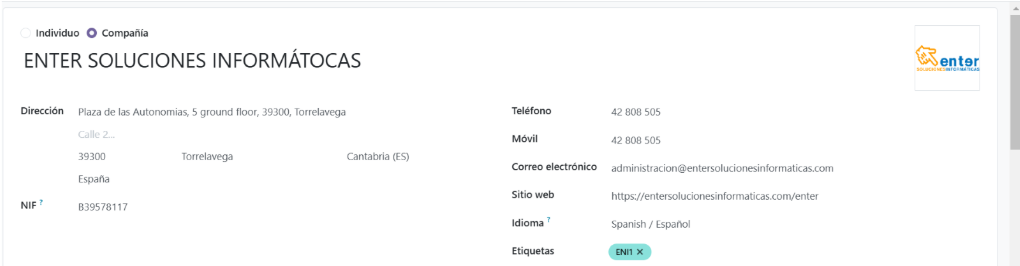 Individuo Compañía
ENTER SOLUCIONES INFORMÁTOCAS
enter
SOLUCIONES INFORMÁTICAS
Dirección Plaza de las Autonomias, 5 ground floor, 39300, Torrelavega
Calle 2...
39300 Torrelavega Cantabria (ES)
España
NIF ? B39578117
Teléfono 42 808 505
Móvil 42 808 505
Correo electrónico administracion@entersolucionesinformaticas.com
Sitio web https://entersolucionesinformaticas.com/enter
Idioma ? Spanish / Español
Etiquetas ENI1 ×